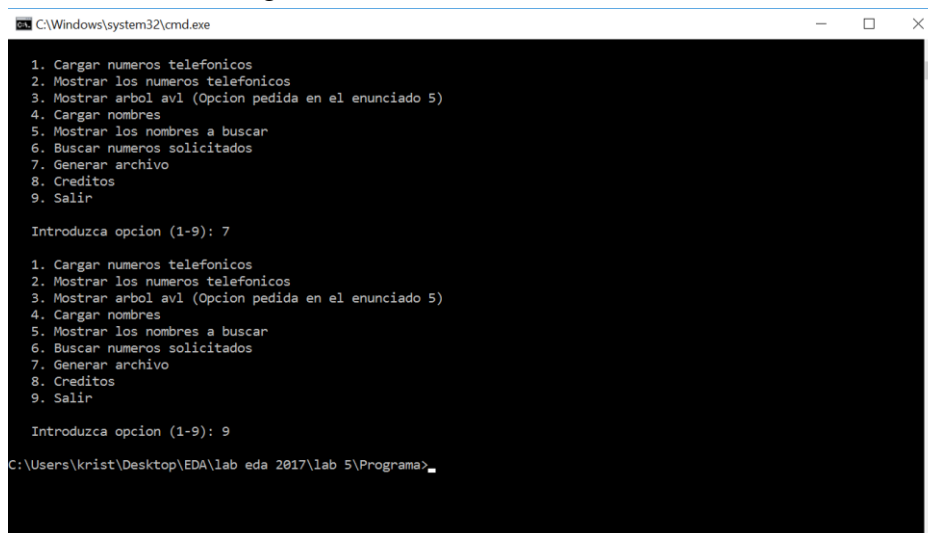 C:\Windows\system32\cmd.exe
1. Cargar numeros telefonicos
2. Mostrar los numeros telefonicos
3. Mostrar arbol avl (Opcion pedida en el enunciado 5)
4. Cargar nombres
5. Mostrar los nombres a buscar
6. Buscar numeros solicitados
7. Generar archivo
8. Creditos
9. Salir
Introduzca opcion (1-9): 7
1. Cargar numeros telefonicos
2. Mostrar los numeros telefonicos
3. Mostrar arbol avl (Opcion pedida en el enunciado 5)
4. Cargar nombres
5. Mostrar los nombres a buscar
6. Buscar numeros solicitados
7. Generar archivo
8. Creditos
9. Salir
Introduzca opcion (1-9): 9
C:\Users\krist\Desktop\EDA\lab eda 2017\lab 5\Programa>